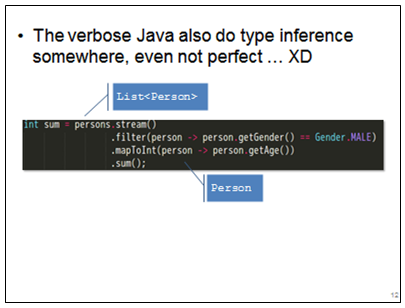 • The verbose Java also do type inference
somewhere, even not perfect … XD
List<Person>
int sum = persons.stream()
.filter(person -> person.getGender() == Gender.MALE)
.mapToInt(person -> person.getAge())
.sum();
Person
12